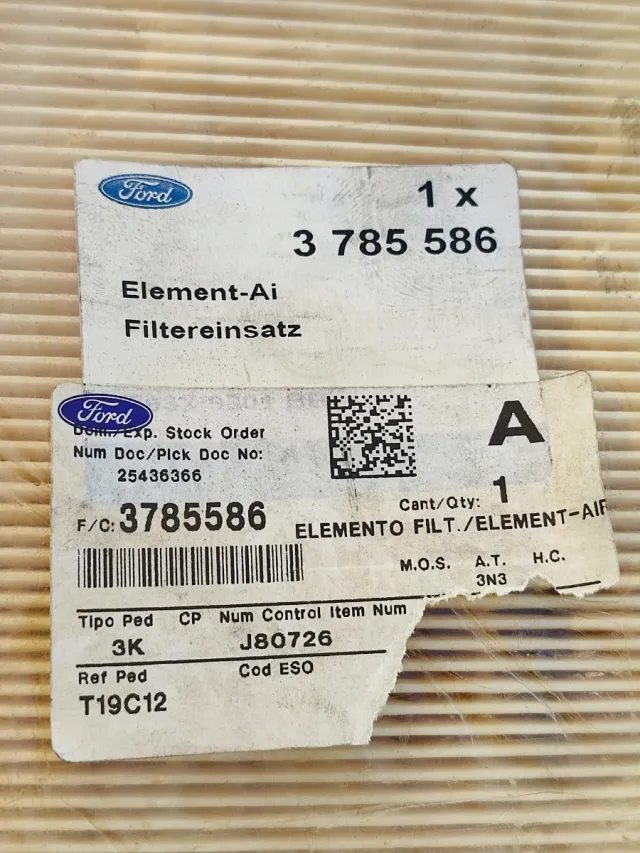 Ford
1 x
3 785 586
Element-Ai
Filtereinsatz
Ford
Dom./Exp. Stock Order
Num Doc/Pick Doc No:
25436366
A
F/C: 3785586
Cant/Qty: 1
ELEMENTO FILT./ELEMENT-AIR
M.O.S. A.T. H.C.
3N3
Tipo Ped CP Num Control Item Num
3K J80726
Ref Ped Cod ESO
T19C12